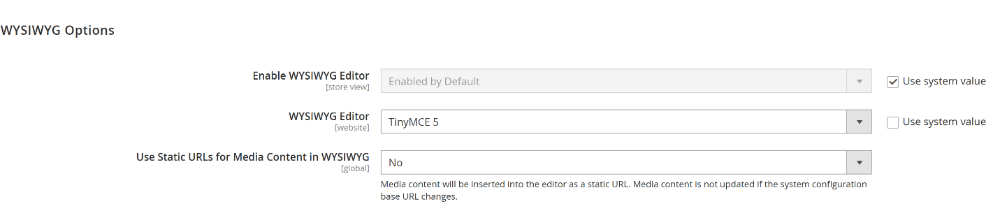 WYSIWYG Options
Enable WYSIWYG Editor
[store view]
Enabled by Default
Use system value
WYSIWYG Editor
[website]
TinyMCE 5
Use system value
Use Static URLs for Media Content in WYSIWYG
[global]
No
Media content will be inserted into the editor as a static URL. Media content is not updated if the system configuration
base URL changes.